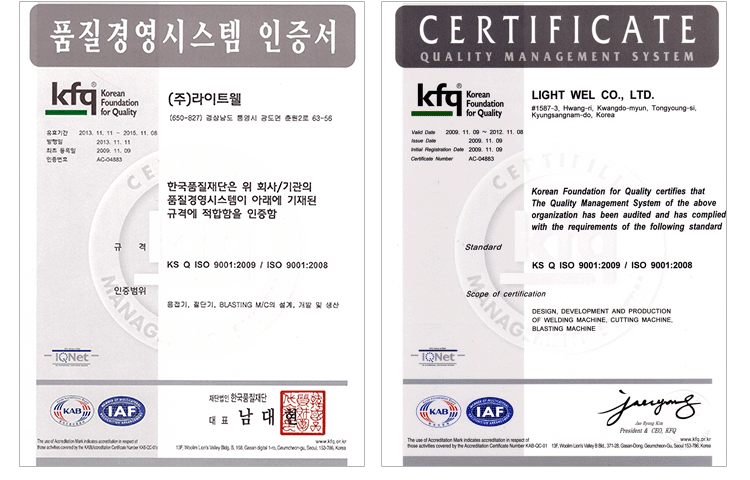 품질경영시스템 인증서
kfq
Korean
Foundation
for Quality
(주)라이트웰
(650-827) 경상남도 통영시 광도면 춘원2로 63-56
유효기간 2013. 11. 11 ~ 2015. 11. 08
발행일 2013. 11. 11
최초 등록일 2009. 11. 09
인증번호 AC-04883
한국품질재단은 위 회사/기관의
품질경영시스템이 아래에 기재된
규격에 적합함을 인증함
규 격
KS Q ISO 9001:2009 / ISO 9001:2008
인증범위
용접기, 절단기, BLASTING M/C의 설계, 개발 및 생산
IQNet
KAB
IAF
재단법인 한국품질재단
대 표 남 대 현
www.kfq.or.kr
The use of Accreditation Mark indicates accreditation in respect of
those activities covered by the KAB Accreditation Certificate Number KAB-QC-01
13F, Woolim Lion's Valley Bldg. B, 168, Gasan digital 1-ro, Geumcheon-Gu, Seoul, 153-786, Korea
CERTIFICATE
QUALITY MANAGEMENT SYSTEM
kfq
Korean
Foundation
for Quality
LIGHT WEL CO., LTD.
#1587-3, Hwang-ri, Kwangdo-myun, Tongyoung-si,
Kyungsangnam-do, Korea
Valid Date 2009. 11. 09 ~ 2012. 11. 08
Issue Date 2009. 11. 09
Initial Registration Date 2009. 11. 09
Certificate Number AC-04883
Korean Foundation for Quality certifies that
The Quality Management System of the above
organization has been audited and has complied
with the requirements of the following standard
Standard
KS Q ISO 9001:2009 / ISO 9001:2008
Scope of certification
DESIGN, DEVELOPMENT AND PRODUCTION
OF WELDING MACHINE, CUTTING MACHINE,
BLASTING MACHINE
IQNet
KAB
IAF
Jae Ryong Kim
President & CEO, KFQ
www.kfq.or.kr
The use of Accreditation Mark indicates accreditation in respect of
those activities covered by the Accreditation Certificate Number KAB-QC-01
13F, Woolim Lion's Valley B Bld., 371-28, Gasan-Dong, Geumcheon-Gu, Seoul, 153-786, Korea